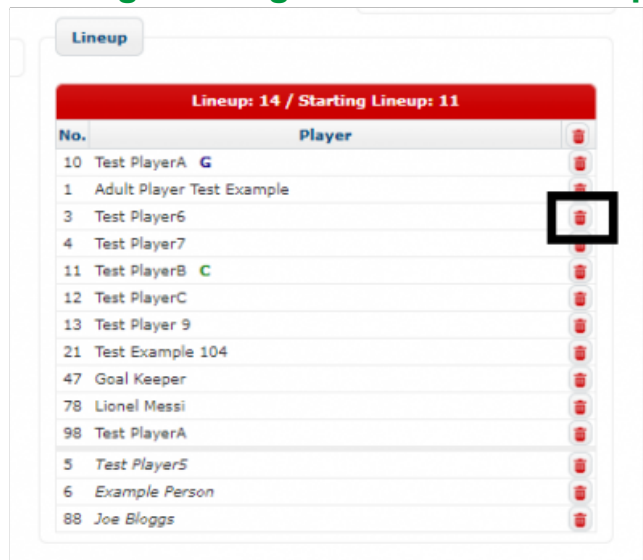 Lineup
Lineup: 14 / Starting Lineup: 11
No. Player
10 Test PlayerA G
1 Adult Player Test Example
3 Test Player6
4 Test Player7
11 Test PlayerB C
12 Test PlayerC
13 Test Player 9
21 Test Example 104
47 Goal Keeper
78 Lionel Messi
98 Test PlayerA
5 Test Player5
6 Example Person
88 Joe Bloggs